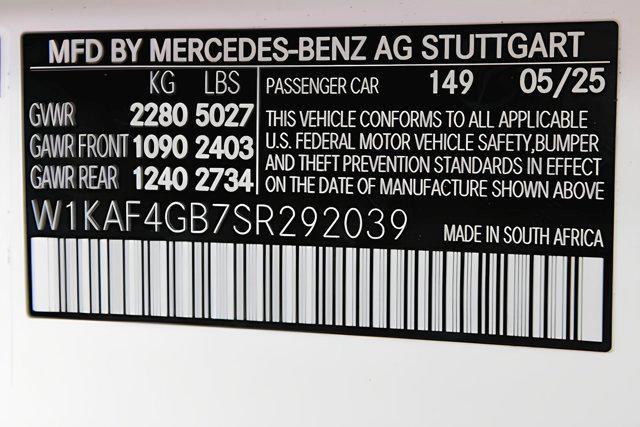 MFD BY MERCEDES-BENZ AG STUTTGART
KG LBS
GVWR 2280 5027
GAWR FRONT 1090 2403
GAWR REAR 1240 2734
PASSENGER CAR 149 05/25
THIS VEHICLE CONFORMS TO ALL APPLICABLE
U.S. FEDERAL MOTOR VEHICLE SAFETY,BUMPER
AND THEFT PREVENTION STANDARDS IN EFFECT
ON THE DATE OF MANUFACTURE SHOWN ABOVE
W1KAF4GB7SR292039
MADE IN SOUTH AFRICA